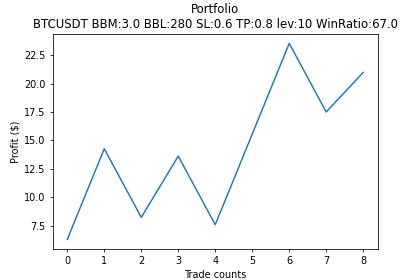 Portfolio
BTCUSDT BBM:3.0 BBL:280 SL:0.6 TP:0.8 lev:10 WinRatio:67.0
22.5
20.0
17.5
15.0
12.5
10.0
7.5
Profit ($)
0 1 2 3 4 5 6 7 8
Trade counts